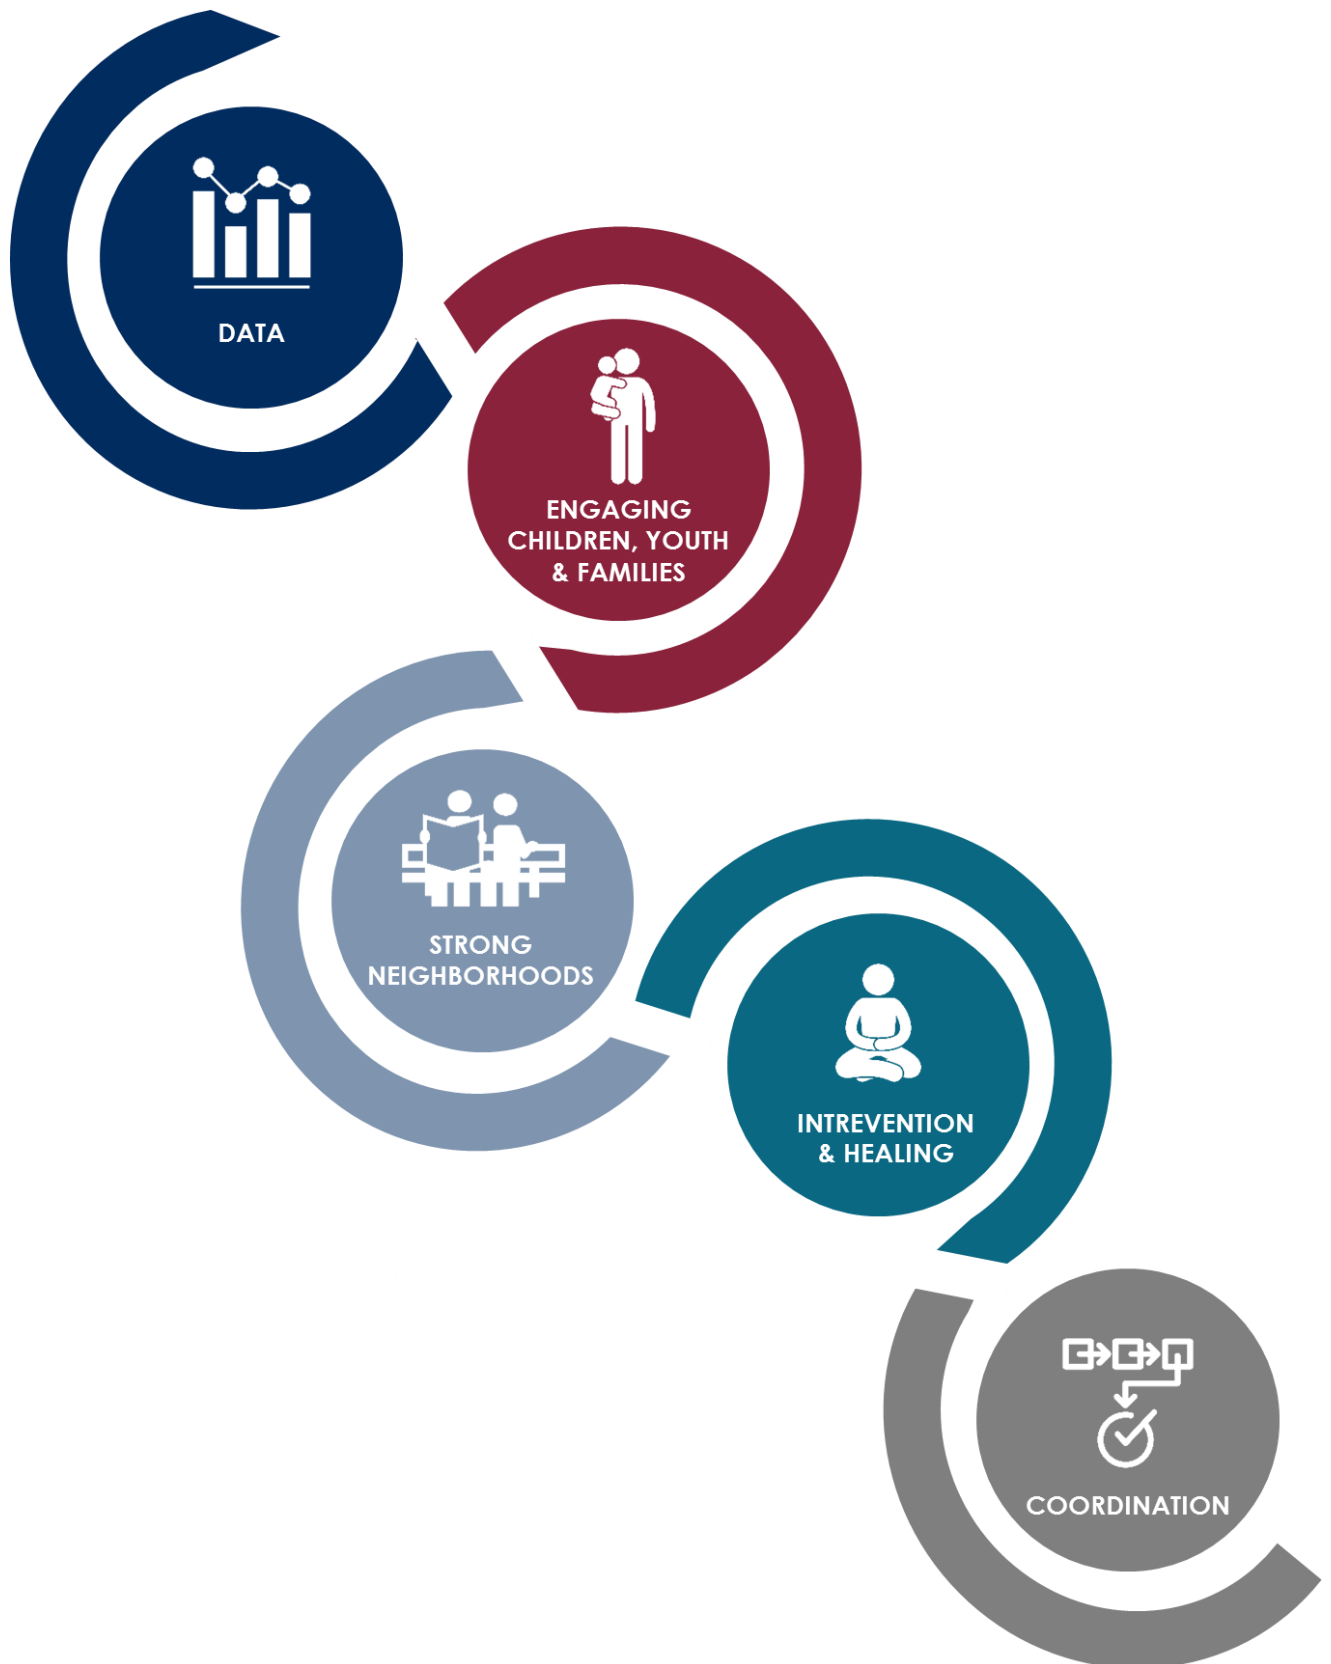 DATA
ENGAGING
CHILDREN, YOUTH
& FAMILIES
STRONG
NEIGHBORHOODS
INTREVENTION
& HEALING
COORDINATION